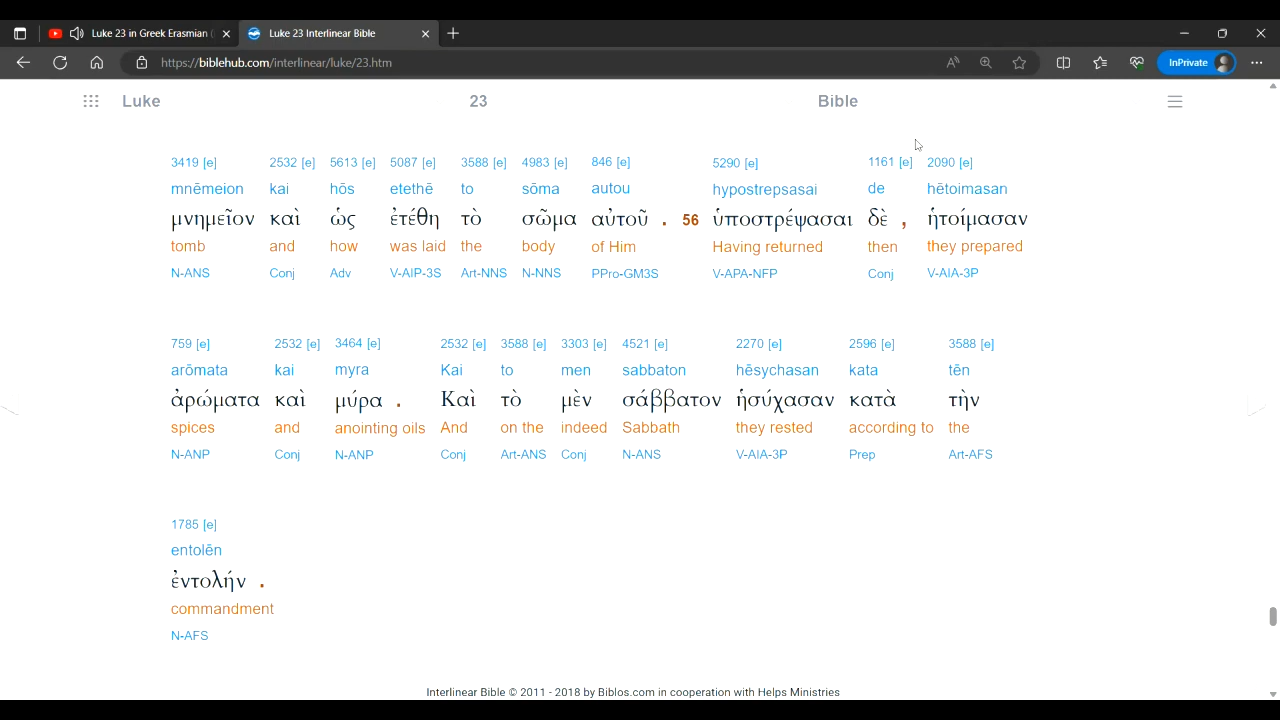 Luke 23 in Greek Erasmian ( Luke 23 Interlinear Bible
https://biblehub.com/interlinear/luke/23.htm InPrivate
Luke 23 Bible
3419 [e] 2532 [e] 5613 [e] 5087 [e] 3588 [e] 4983 [e] 846 [e] 5290 [e] 1161 [e] 2090 [e]
mnēmeion kai hōs etethē to sōma autou hypostrepsasai de hētoimasan
μνημεῖον καὶ ὡς ἐτέθη τὸ σῶμα αὐτοῦ . 56 ὑποστρέψασαι δὲ , ἡτοίμασαν
tomb and how was laid the body of Him Having returned then they prepared
N-ANS Conj Adv V-AIP-3S Art-NNS N-NNS PPro-GM3S V-APA-NFP Conj V-AIA-3P
759 [e] 2532 [e] 3464 [e] 2532 [e] 3588 [e] 3303 [e] 4521 [e] 2270 [e] 2596 [e] 3588 [e]
arōmata kai myra Kai to men sabbaton hēsychasan kata tēn
ἀρώματα καὶ μύρα . Καὶ τὸ μὲν σάββατον ἡσύχασαν κατὰ τὴν
spices and anointing oils And on the indeed Sabbath they rested according to the
N-ANP Conj N-ANP Conj Art-ANS Conj N-ANS V-AIA-3P Prep Art-AFS
1785 [e]
entolēn
ἐντολήν .
commandment
N-AFS
Interlinear Bible © 2011 - 2018 by Biblos.com in cooperation with Helps Ministries